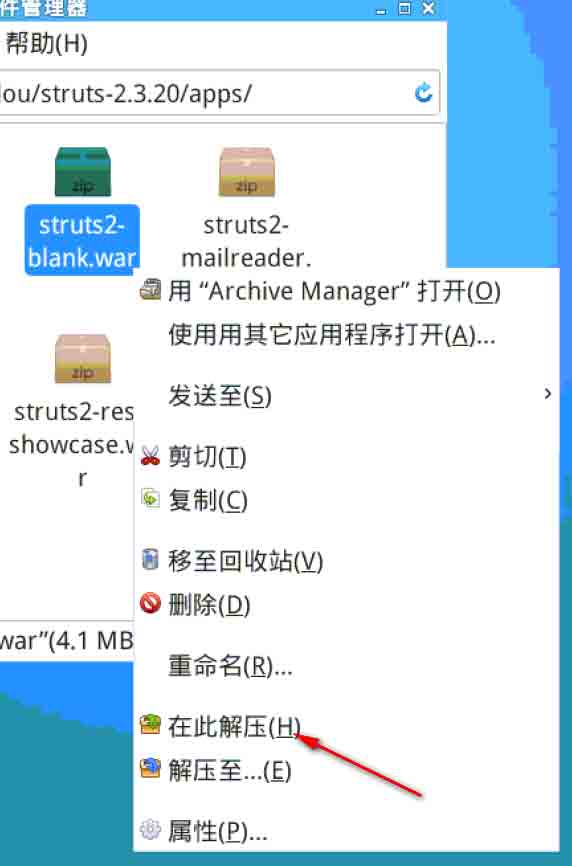 件管理器
帮助(H)
lou/struts-2.3.20/apps/
zip
zip
struts2-
blank.war
struts2-
mailreader.
zip
struts2-res
showcase.w
r
war”(4.1 MB
用 “Archive Manager” 打开(O)
使用用其它应用程序打开(A)...
发送至(S)
剪切(T)
复制(C)
移至回收站(V)
删除(D)
重命名(R)...
在此解压(H)
解压至...(E)
属性(P)...